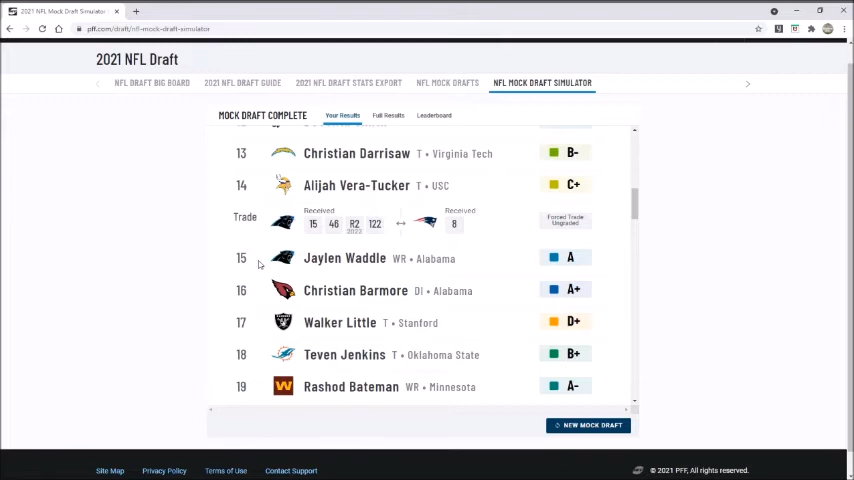 2021 NFL Draft Simulator | PFF
pff.com/draft/nfl-mock-draft-simulator
2021 NFL Draft
NFL DRAFT BIG BOARD 2021 NFL DRAFT GUIDE 2021 NFL DRAFT STATS EXPORT NFL MOCK DRAFTS NFL MOCK DRAFT SIMULATOR
MOCK DRAFT COMPLETE Your Results Full Results Leaderboard
13 Christian Darrisaw T • Virginia Tech B-
14 Alijah Vera-Tucker T • USC C+
Trade Received 15 46 R2 2022 122 ↔ Received 8 Forced Trade Ungraded
15 Jaylen Waddle WR • Alabama A
16 Christian Barmore DI • Alabama A+
17 Walker Little T • Stanford D+
18 Teven Jenkins T • Oklahoma State B+
19 Rashod Bateman WR • Minnesota A-
NEW MOCK DRAFT
Site Map Privacy Policy Terms of Use Contact Support © 2021 PFF, All rights reserved.